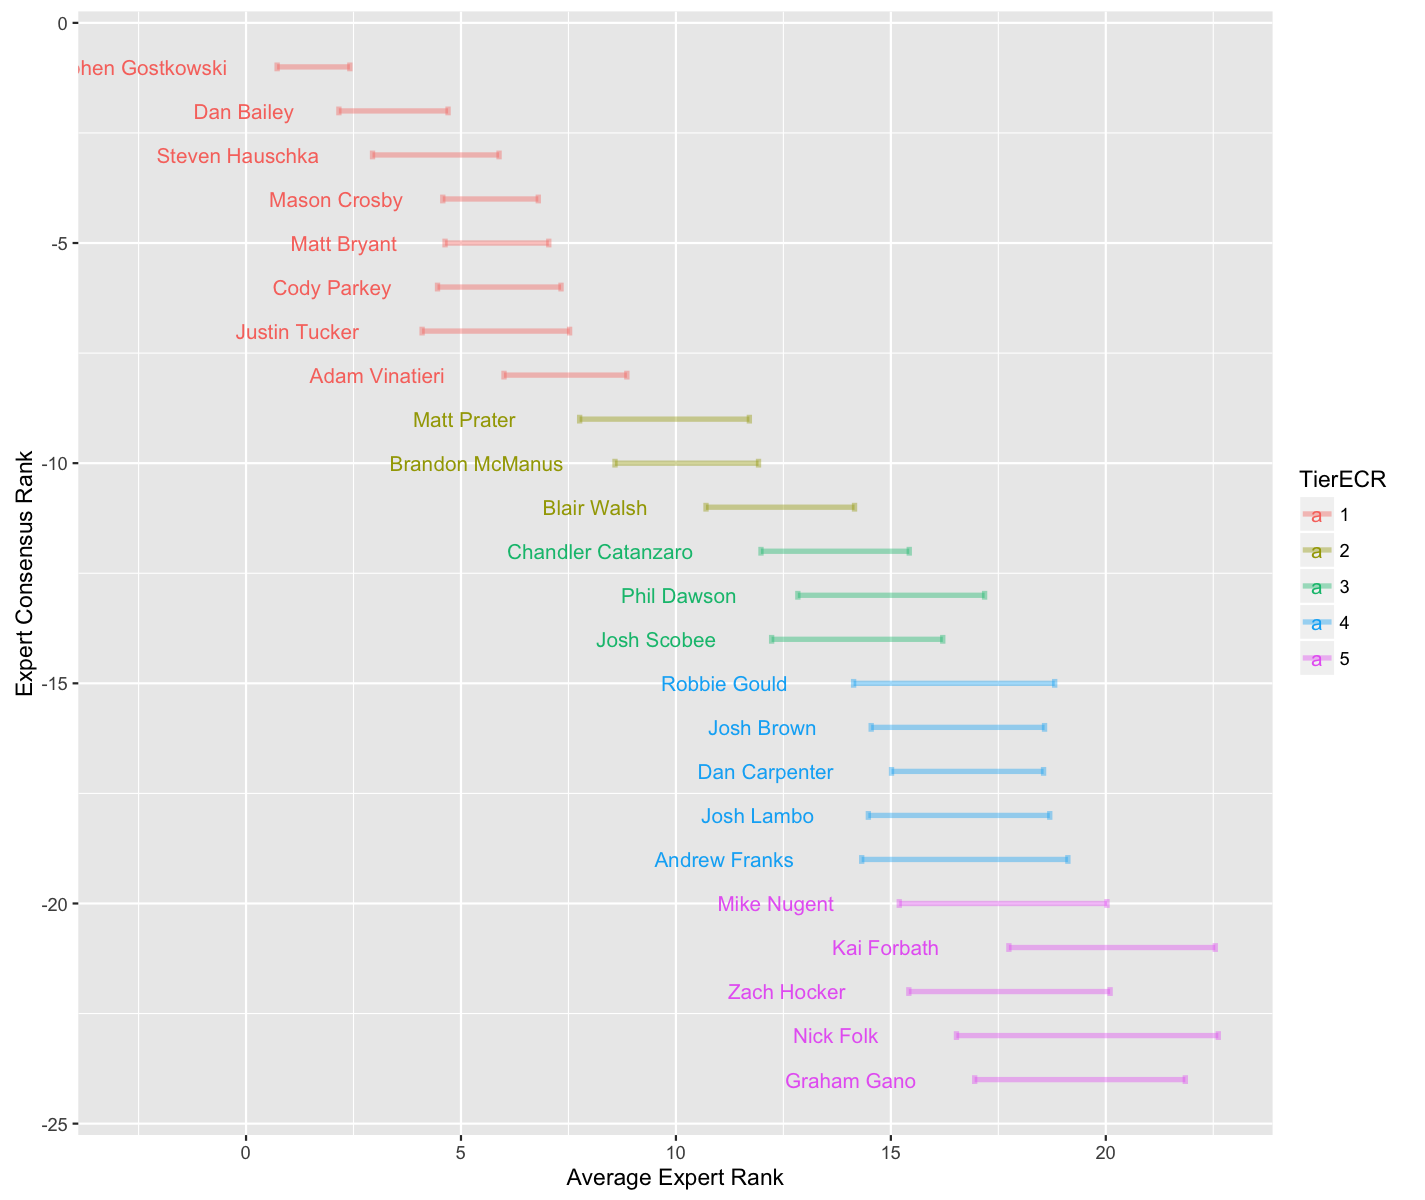 0
Gostkowski
Dan Bailey
Steven Hauschka
Mason Crosby
-5
Matt Bryant
Cody Parkey
Justin Tucker
Adam Vinatieri
Matt Prater
-10
Brandon McManus
Blair Walsh
Chandler Catanzaro
Phil Dawson
Josh Scobee
-15
Robbie Gould
Josh Brown
Dan Carpenter
Josh Lambo
Andrew Franks
-20
Mike Nugent
Kai Forbath
Zach Hocker
Nick Folk
Graham Gano
-25
0 5 10 15 20
Average Expert Rank
Expert Consensus Rank
TierECR
a 1
a 2
a 3
a 4
a 5